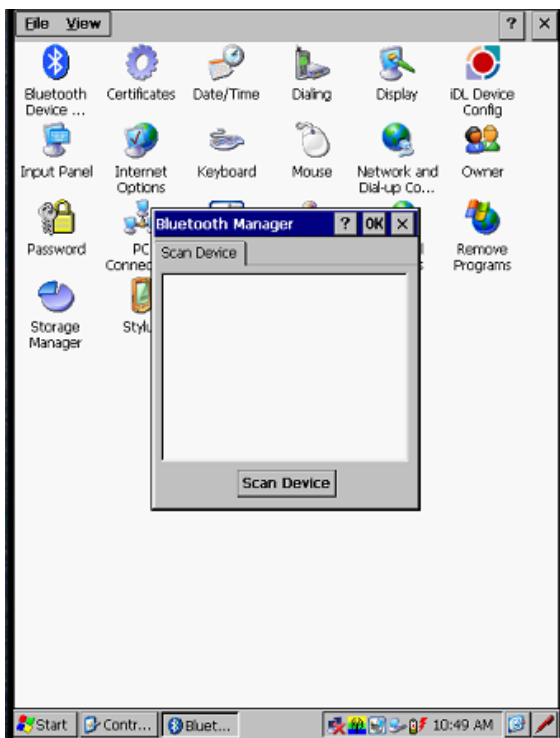 File View ? ×
Bluetooth Device ... Certificates Date/Time Dialing Display iDL Device Config
Input Panel Internet Options Keyboard Mouse Network and Dial-up Co... Owner
Password PC Remove Programs
Bluetooth Manager ? OK ×
Scan Device
Storage Manager
Scan Device
Start Contr... Bluet... 10:49 AM